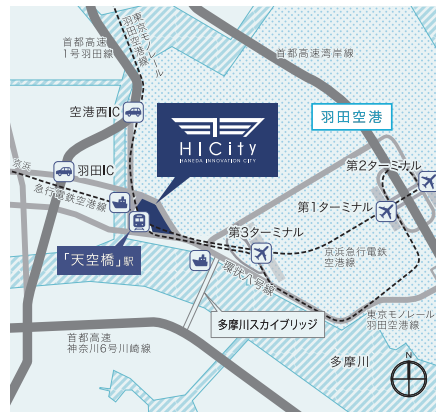 首都高速
1号羽田線
東京モノレール
羽田空港線
首都高速湾岸線
空港西IC
HICity
HANEDA INNOVATION CITY
羽田空港
羽田IC
京浜
急行電鉄空港線
第2ターミナル
第1ターミナル
第3ターミナル
「天空橋」駅
京浜急行電鉄
空港線
環状八号線
多摩川スカイブリッジ
東京モノレール
羽田空港線
首都高速
神奈川6号川崎線
多摩川
N